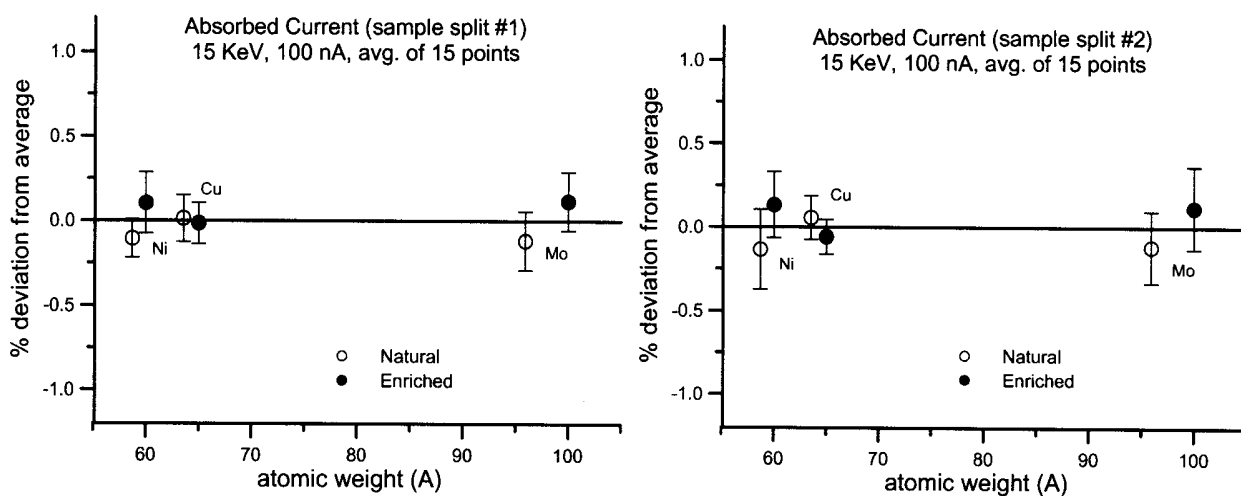 Absorbed Current (sample split #1)
15 KeV, 100 nA, avg. of 15 points
% deviation from average
1.0
0.5
0.0
-0.5
-1.0
Cu
Ni
Mo
Natural
Enriched
60
70
80
90
100
atomic weight (A)
Absorbed Current (sample split #2)
15 KeV, 100 nA, avg. of 15 points
% deviation from average
1.0
0.5
0.0
-0.5
-1.0
Cu
Ni
Mo
Natural
Enriched
60
70
80
90
100
atomic weight (A)